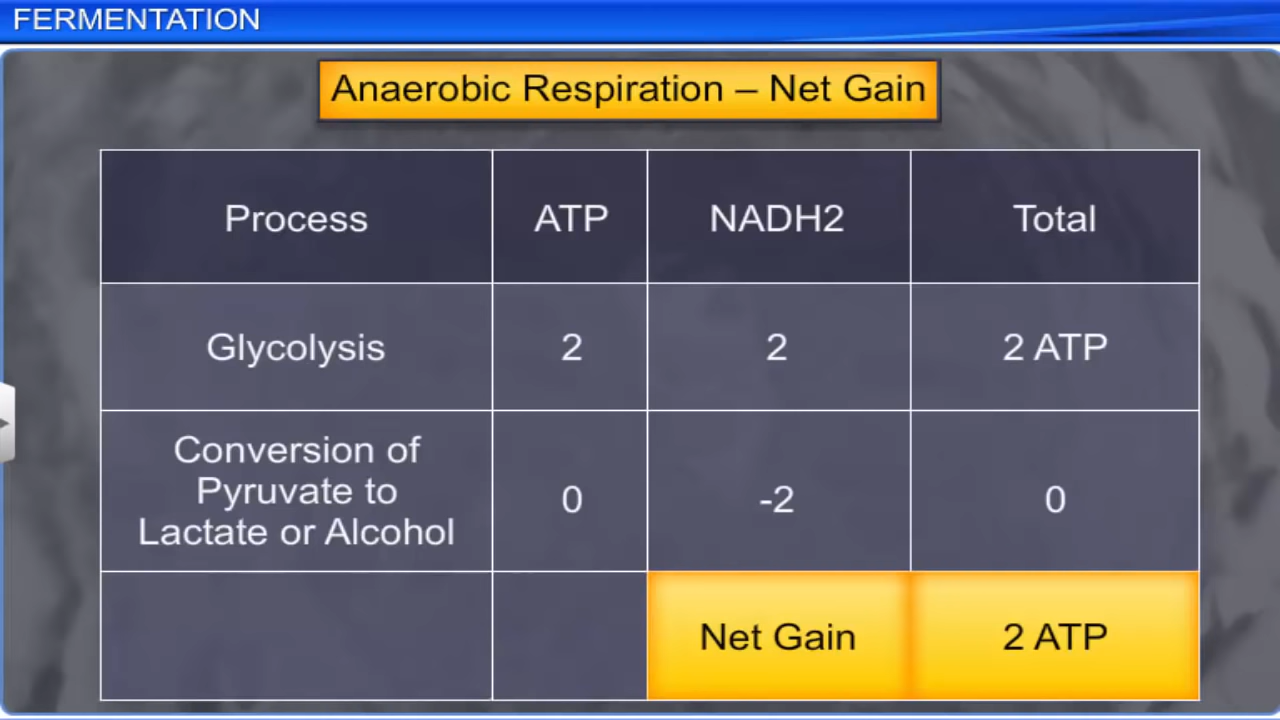 FERMENTATION
Anaerobic Respiration – Net Gain
Process ATP NADH2 Total
Glycolysis 2 2 2 ATP
Conversion of
Pyruvate to
Lactate or Alcohol
0 -2 0
Net Gain 2 ATP